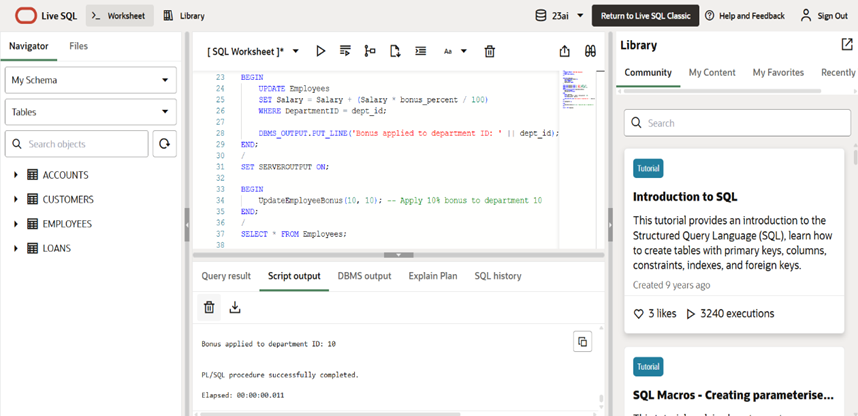 Live SQL
Worksheet
Library
23ai
Return to Live SQL Classic
Help and Feedback
Sign Out
Navigator
Files
My Schema
Tables
Search objects
ACCOUNTS
CUSTOMERS
EMPLOYEES
LOANS
[ SQL Worksheet ]*
Aa
23 BEGIN
24 UPDATE Employees
25 SET Salary = Salary + (Salary * bonus_percent / 100)
26 WHERE DepartmentID = dept_id;
27
28 DBMS_OUTPUT.PUT_LINE('Bonus applied to department ID: ' || dept_id);
29 END;
30 /
31 SET SERVEROUTPUT ON;
32
33 BEGIN
34 UpdateEmployeeBonus(10, 10); -- Apply 10% bonus to department 10
35 END;
36 /
37 SELECT * FROM Employees;
38
Query result
Script output
DBMS output
Explain Plan
SQL history
Bonus applied to department ID: 10
PL/SQL procedure successfully completed.
Elapsed: 00:00:00.011
Library
Community
My Content
My Favorites
Recently
Search
Tutorial
Introduction to SQL
This tutorial provides an introduction to the
Structured Query Language (SQL), learn how
to create tables with primary keys, columns,
constraints, indexes, and foreign keys.
Created 9 years ago
3 likes
3240 executions
Tutorial
SQL Macros - Creating parameterise...